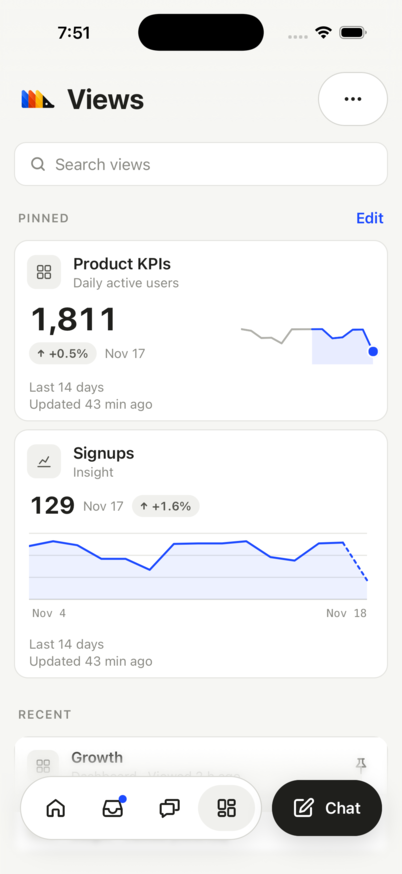 7:51
Views
Search views
PINNED
Edit
Product KPIs
Daily active users
1,811
↑ +0.5% Nov 17
Last 14 days
Updated 43 min ago
Signups
Insight
129 Nov 17 ↑ +1.6%
Nov 4 Nov 18
Last 14 days
Updated 43 min ago
RECENT
Growth
Chat